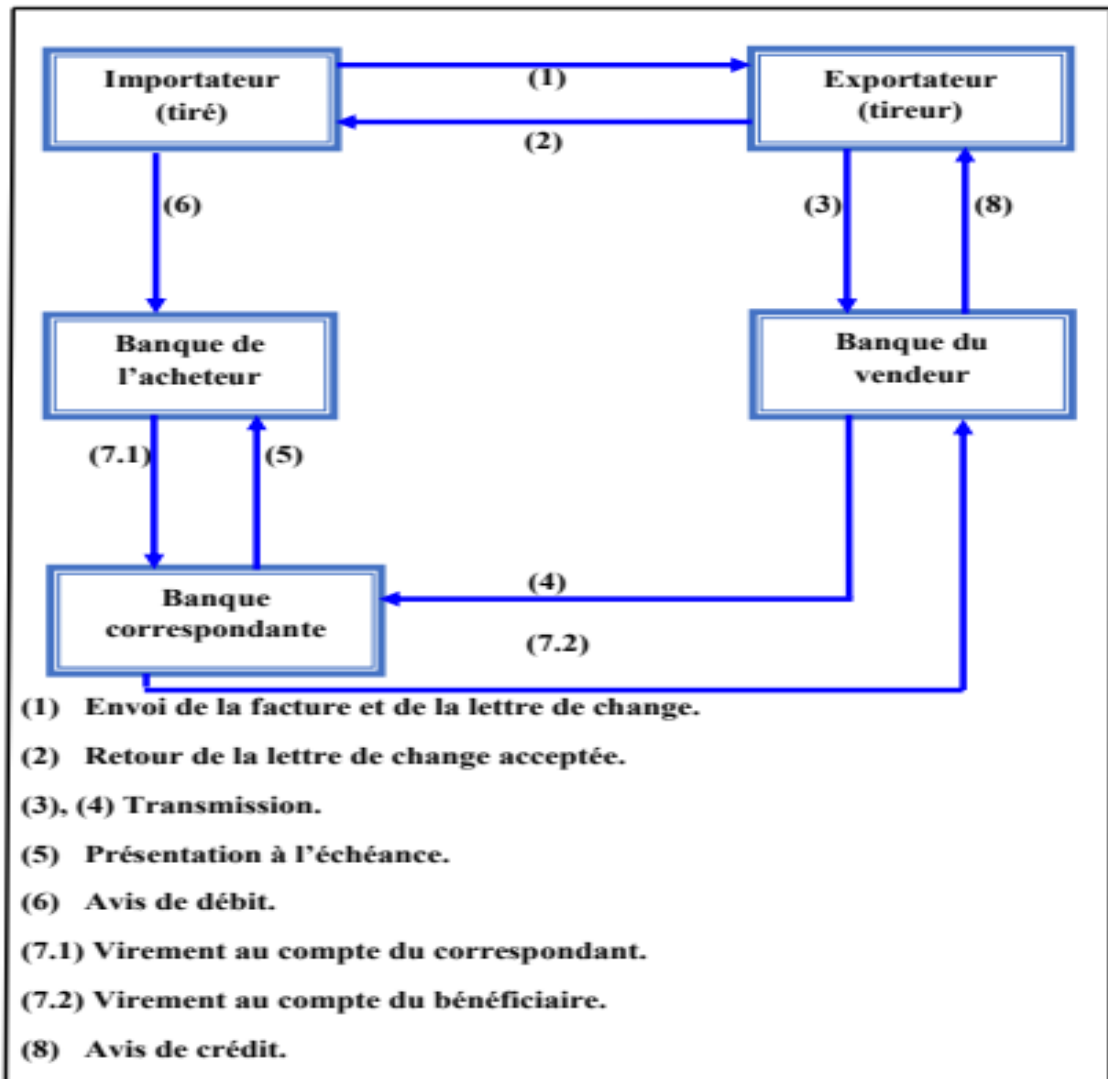 Importateur
(tiré)
(1)
Exportateur
(tireur)
(2)
(6)
(3)
(8)
Banque de
l’acheteur
Banque du
vendeur
(7.1)
(5)
Banque
correspondante
(4)
(7.2)
(1) Envoi de la facture et de la lettre de change.
(2) Retour de la lettre de change acceptée.
(3), (4) Transmission.
(5) Présentation à l’échéance.
(6) Avis de débit.
(7.1) Virement au compte du correspondant.
(7.2) Virement au compte du bénéficiaire.
(8) Avis de crédit.